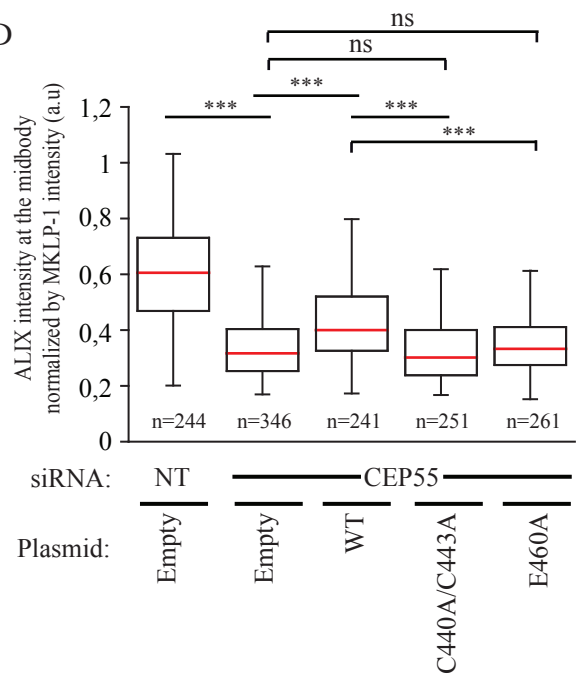 D
ns
ns
***
*** ***
***
ALIX intensity at the midbody
normalized by MKLP-1 intensity (a.u)
1,2
1
0,8
0,6
0,4
0,2
0
n=244 n=346 n=241 n=251 n=261
siRNA: NT CEP55
Plasmid: Empty Empty WT C440A/C443A E460A